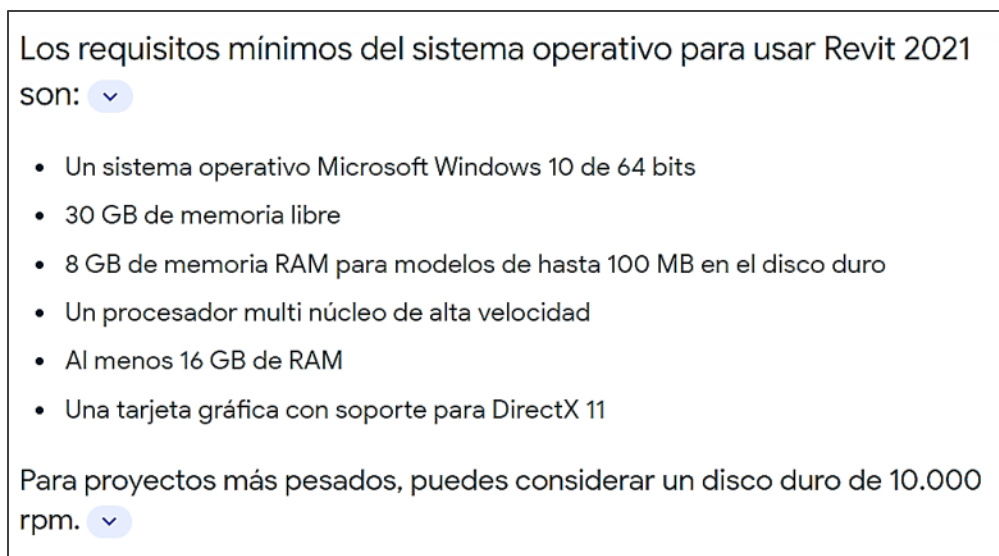 Los requisitos mínimos del sistema operativo para usar Revit 2021
son:
Un sistema operativo Microsoft Windows 10 de 64 bits
30 GB de memoria libre
8 GB de memoria RAM para modelos de hasta 100 MB en el disco duro
Un procesador multi núcleo de alta velocidad
Al menos 16 GB de RAM
Una tarjeta gráfica con soporte para DirectX 11
Para proyectos más pesados, puedes considerar un disco duro de 10.000
rpm.